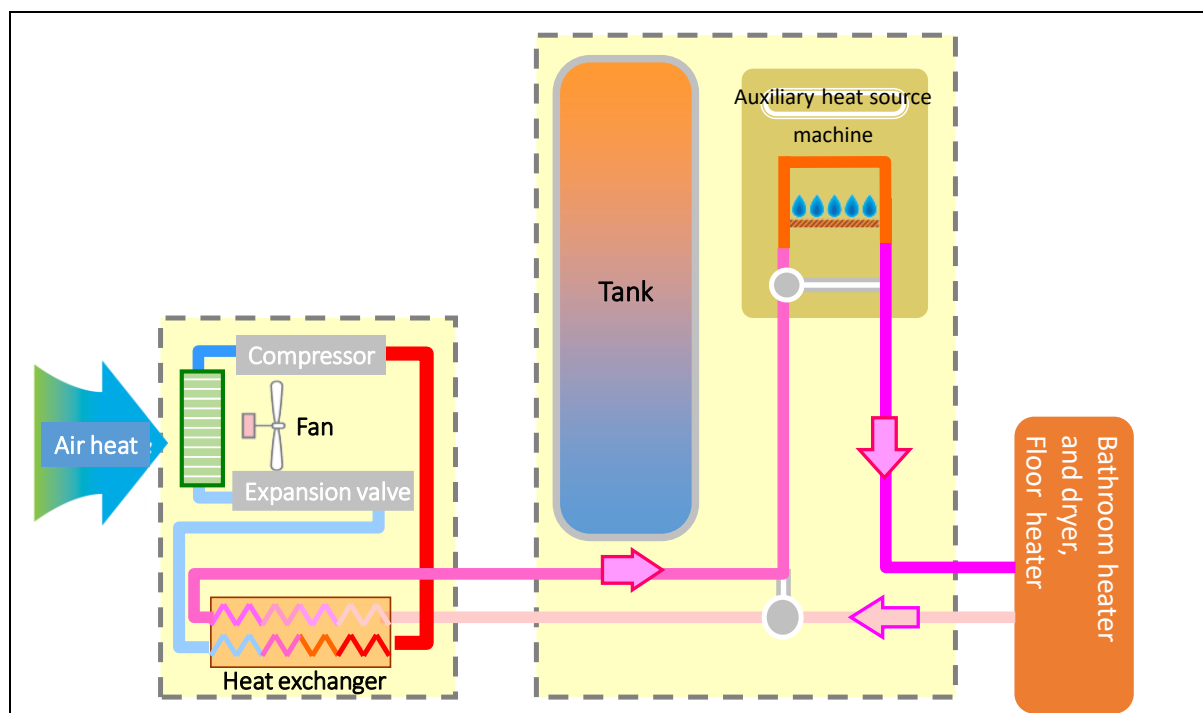 Auxiliary heat source
machine
Tank
Compressor
Fan
Air heat
Expansion valve
Heat exchanger
Bathroom heater
and dryer,
Floor heater